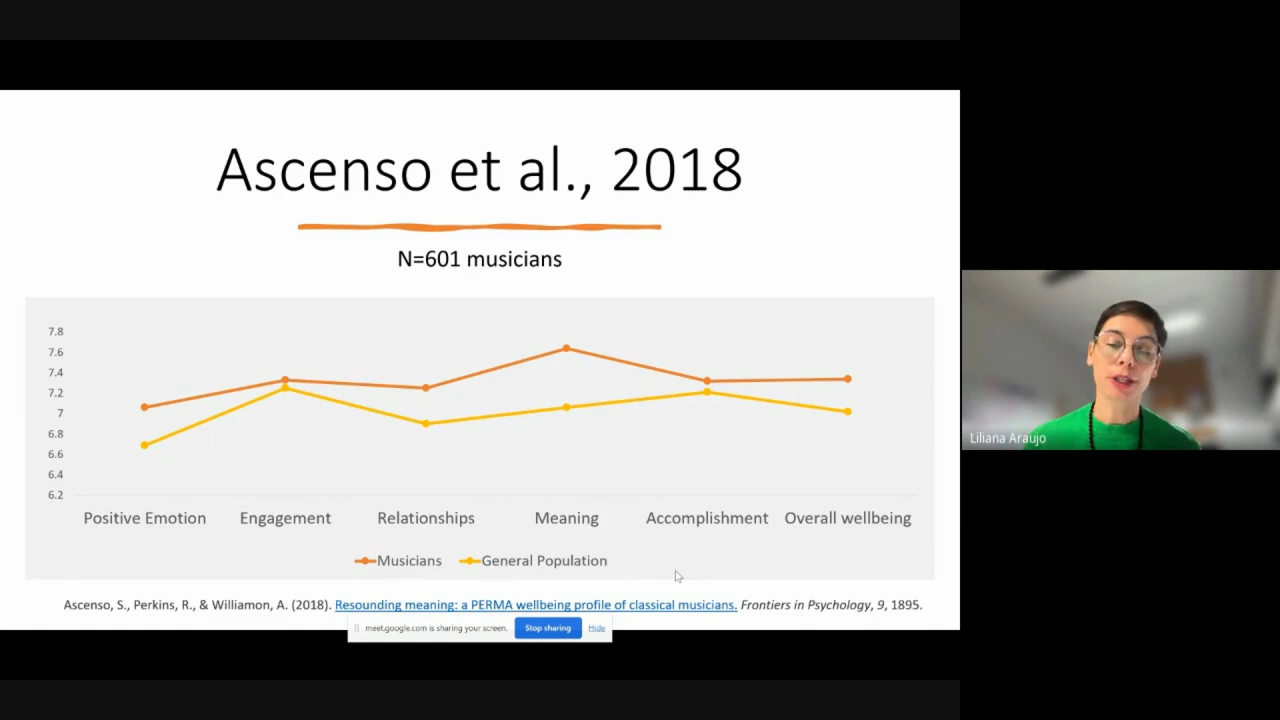 Ascenso et al., 2018
N=601 musicians
7.8
7.6
7.4
7.2
7
6.8
6.6
6.4
6.2
Positive Emotion Engagement Relationships Meaning Accomplishment Overall wellbeing
Musicians General Population
Ascenso, S., Perkins, R., & Williamon, A. (2018). Resounding meaning: a PERMA wellbeing profile of classical musicians. Frontiers in Psychology, 9, 1895.
meet.google.com is sharing your screen. Stop sharing Hide
Liliana Araujo